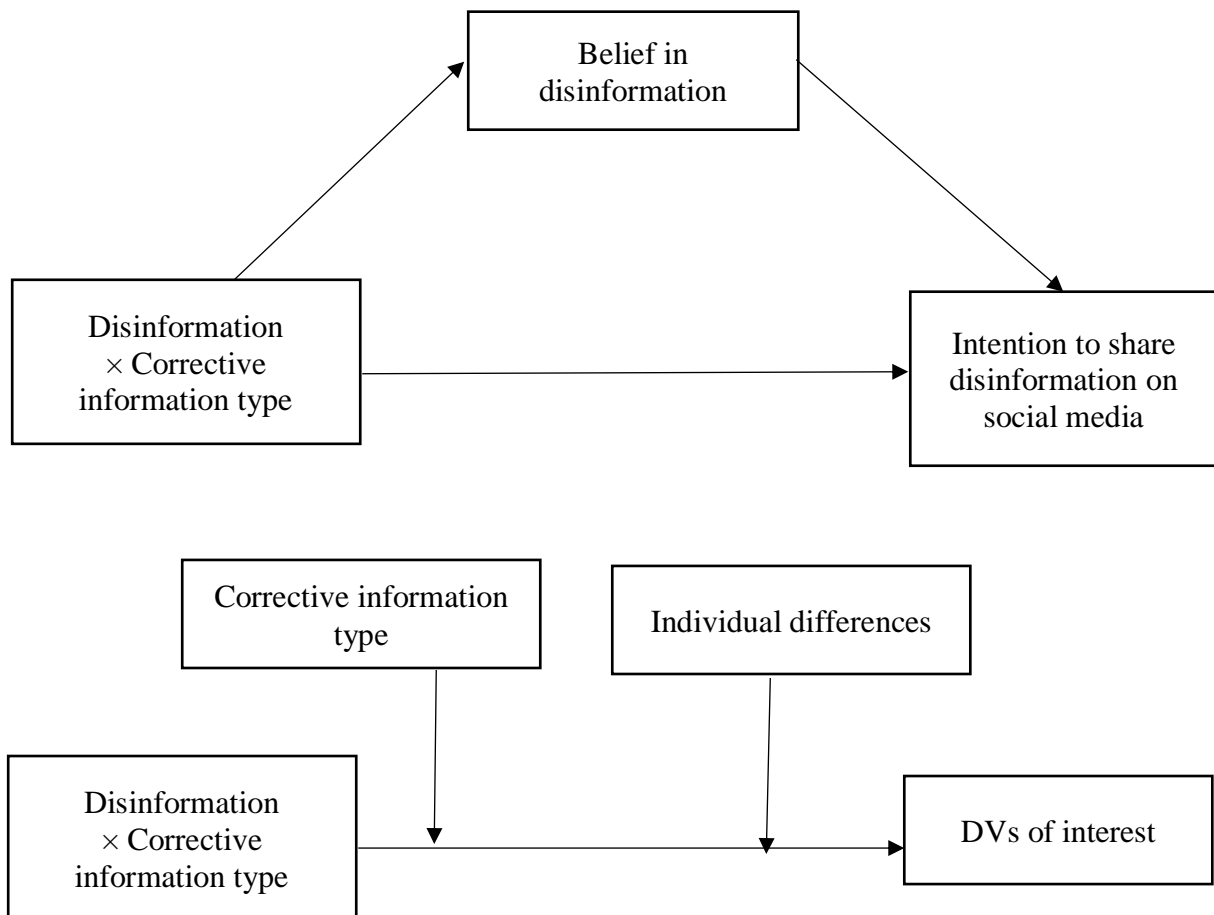 Belief in
disinformation
Disinformation
× Corrective
information type
Intention to share
disinformation on
social media
Corrective information
type
Individual differences
Disinformation
× Corrective
information type
DVs of interest